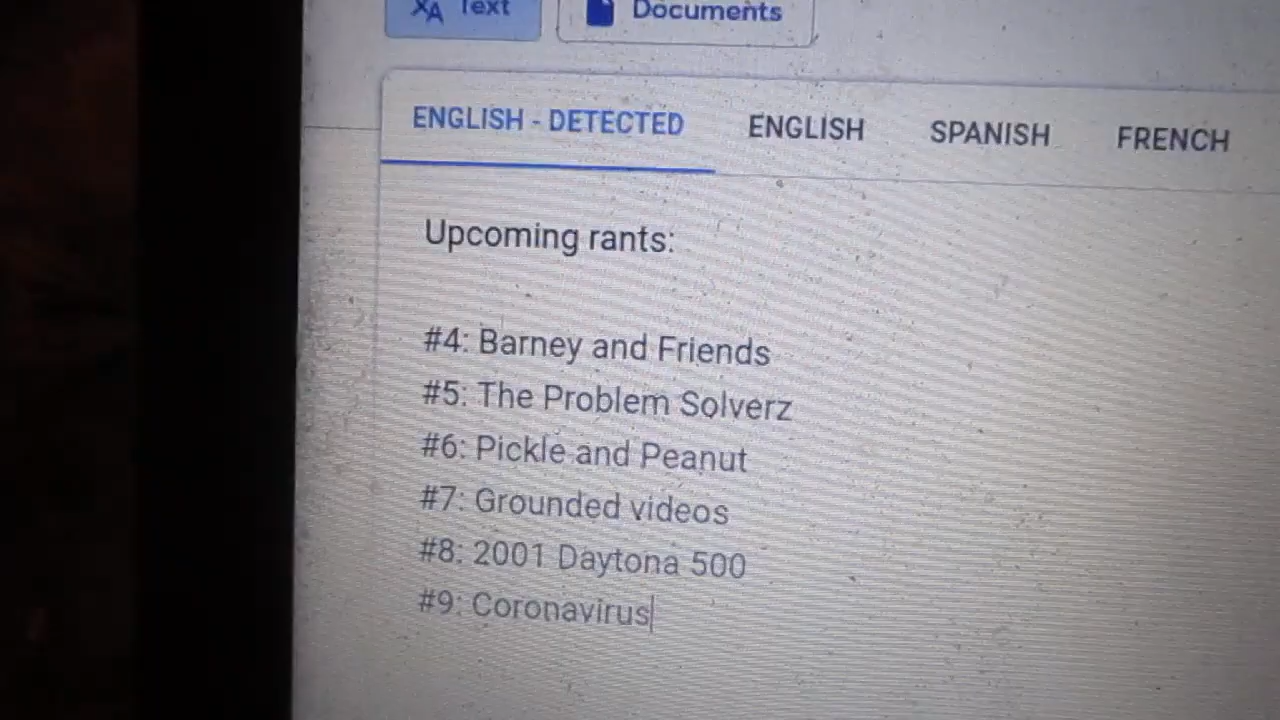 Text Documents
ENGLISH - DETECTED ENGLISH SPANISH FRENCH
Upcoming rants:
#4: Barney and Friends
#5: The Problem Solverz
#6: Pickle and Peanut
#7: Grounded videos
#8: 2001 Daytona 500
#9: Coronavirus